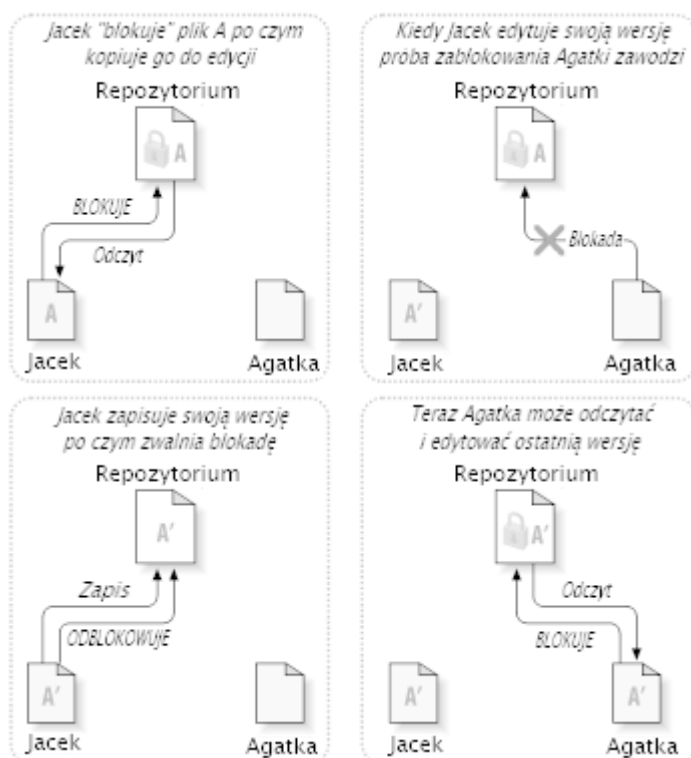 Jacek "blokuje" plik A po czym
kopiuje go do edycji
Repozytorium
A
BLOKUJE
Odczyt
A
Jacek
Agatka
Kiedy Jacek edytuje swoją wersję
próba zablokowania Agatki zawodzi
Repozytorium
A
Blokada
A′
Jacek
Agatka
Jacek zapisuje swoją wersję
po czym zwalnia blokadę
Repozytorium
A′
Zapis
ODBLOKOWUJE
A′
Jacek
Agatka
Teraz Agatka może odczytać
i edytować ostatnią wersję
Repozytorium
A′
Odczyt
BLOKUJE
A′
Jacek
A′
Agatka